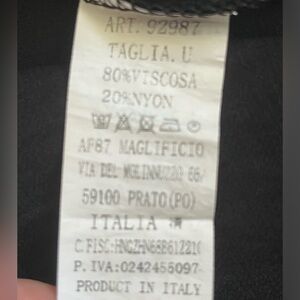 ART. 92987
TAGLIA. U
80%VISCOSA
20%NYON
AF87 MAGLIFICIO
VIA DEL
59100 PRATO(PO)
ITALIA
C.FISC:
P. IVA:0242455097
PRODUCT IN ITALY